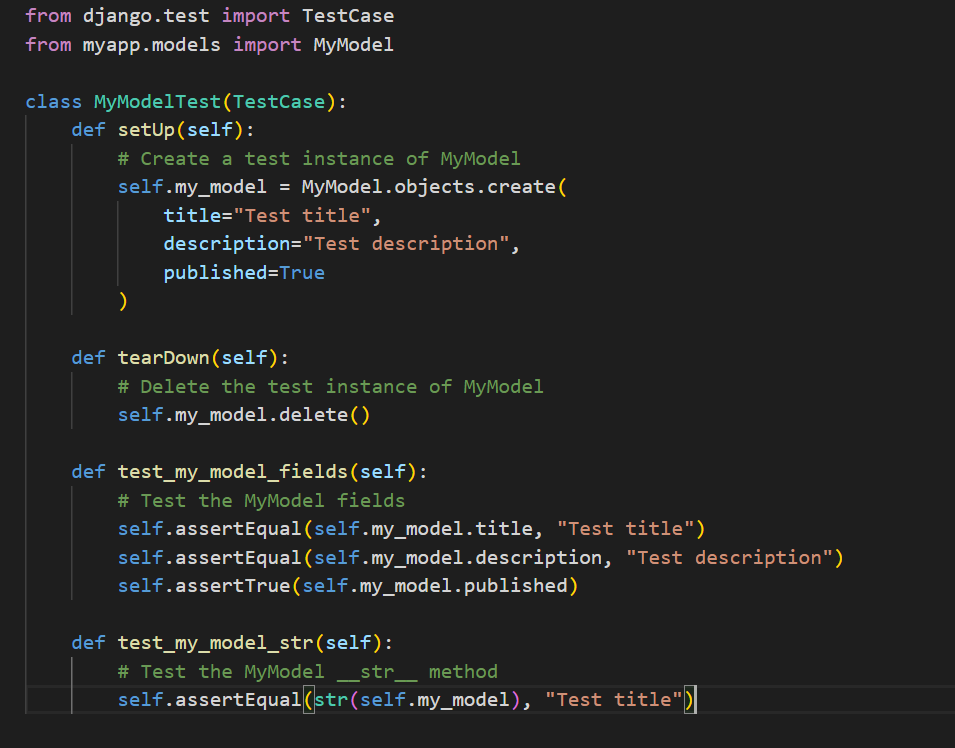 from django.test import TestCase
from myapp.models import MyModel

class MyModelTest(TestCase):
    def setUp(self):
        # Create a test instance of MyModel
        self.my_model = MyModel.objects.create(
            title="Test title",
            description="Test description",
            published=True
        )

    def tearDown(self):
        # Delete the test instance of MyModel
        self.my_model.delete()

    def test_my_model_fields(self):
        # Test the MyModel fields
        self.assertEqual(self.my_model.title, "Test title")
        self.assertEqual(self.my_model.description, "Test description")
        self.assertTrue(self.my_model.published)

    def test_my_model_str(self):
        # Test the MyModel __str__ method
        self.assertEqual(str(self.my_model), "Test title")